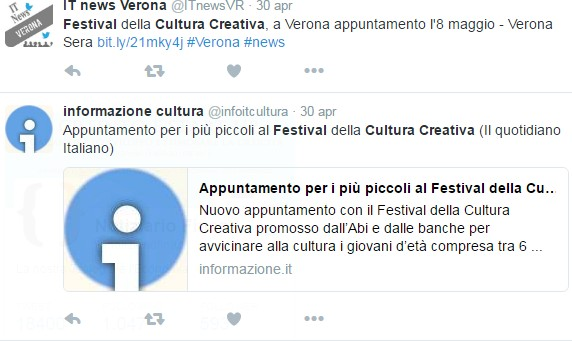 IT news Verona @ITnewsVR · 30 apr
Festival della Cultura Creativa, a Verona appuntamento l'8 maggio - Verona
Sera bit.ly/21mky4j #Verona #news
IT
News
VERONA
informazione cultura @infoitcultura · 30 apr
Appuntamento per i più piccoli al Festival della Cultura Creativa (Il quotidiano
Italiano)
Appuntamento per i più piccoli al Festival della Cu...
Nuovo appuntamento con il Festival della Cultura
Creativa promosso dall'Abi e dalle banche per
avvicinare alla cultura i giovani d'età compresa tra 6 ...
informazione.it